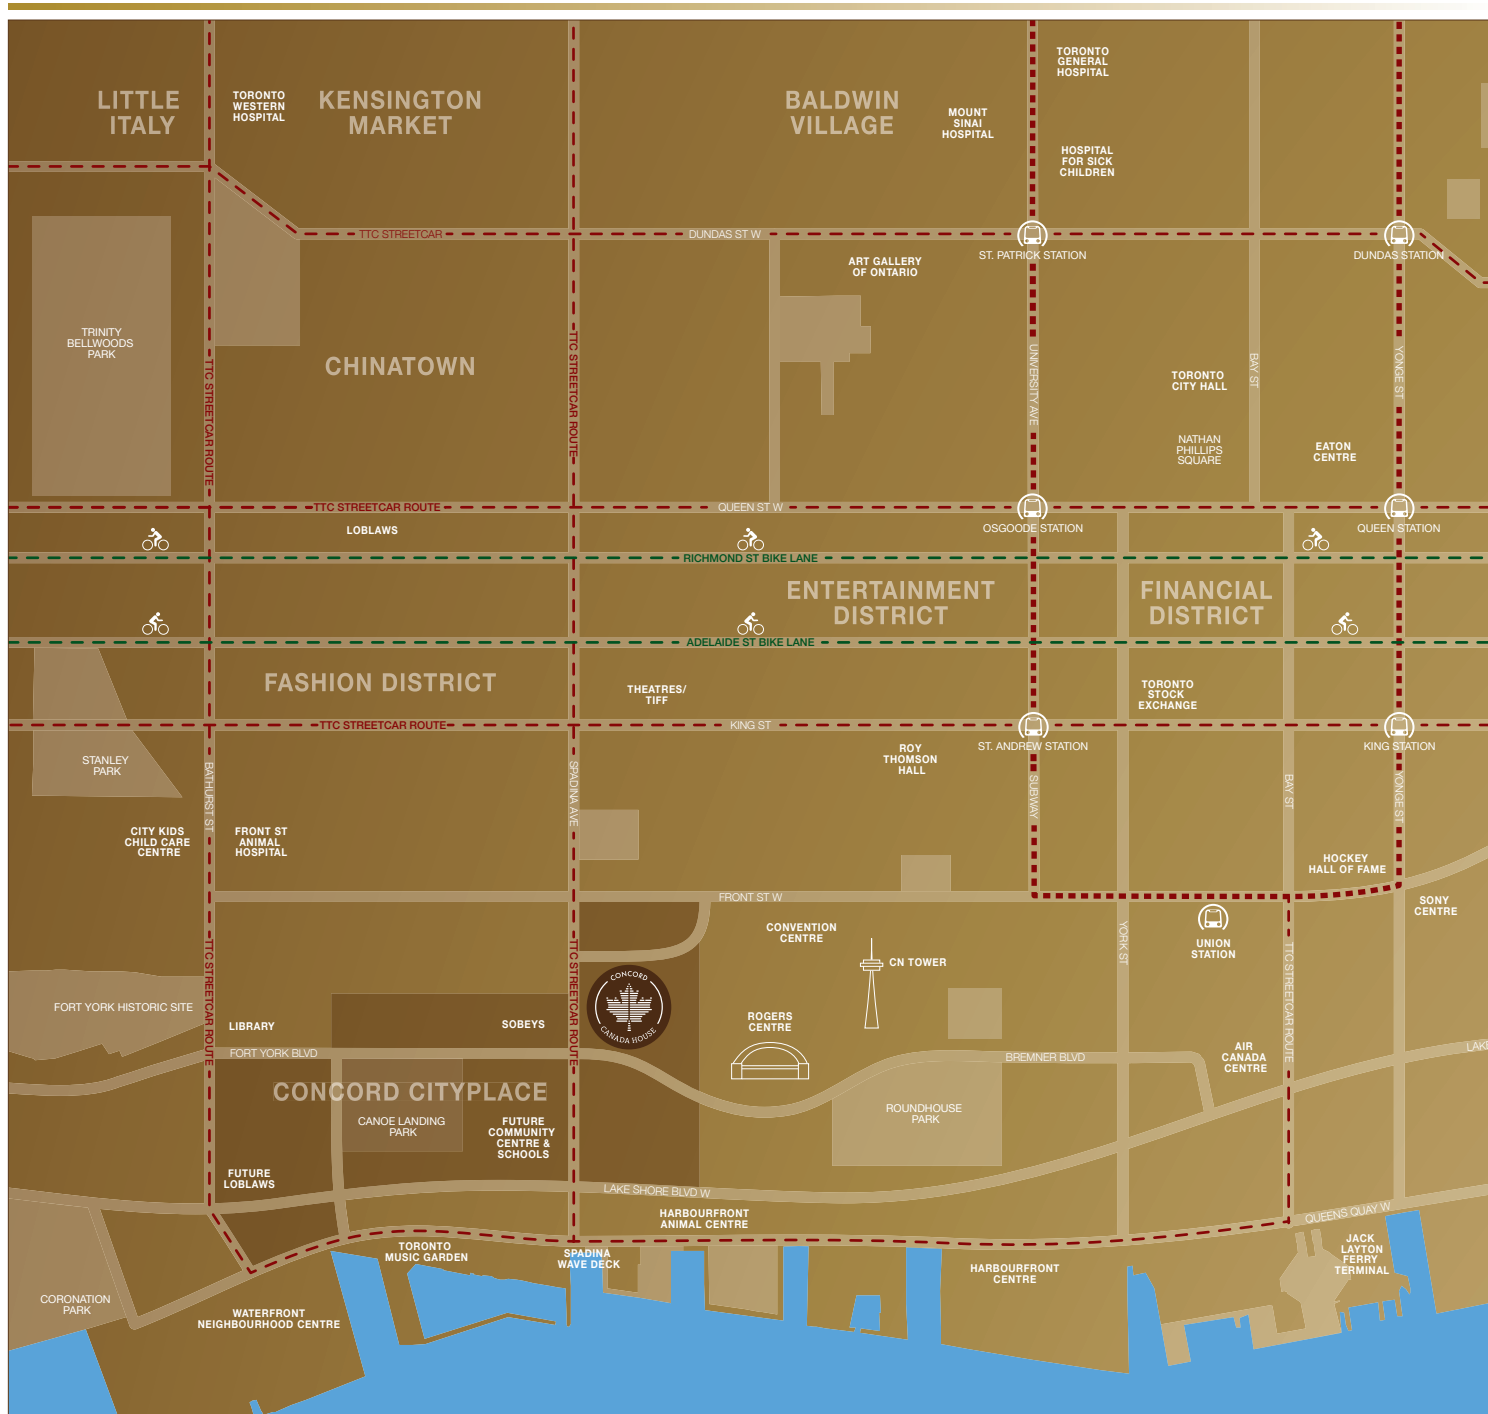 LITTLE
ITALY
TORONTO
WESTERN
HOSPITAL
KENSINGTON
MARKET
BALDWIN
VILLAGE
MOUNT
SINAI
HOSPITAL
TORONTO
GENERAL
HOSPITAL
HOSPITAL
FOR SICK
CHILDREN
TTC STREETCAR
DUNDAS ST W
ST. PATRICK STATION
DUNDAS STATION
ART GALLERY
OF ONTARIO
TRINITY
BELLWOODS
PARK
CHINATOWN
TTC STREETCAR ROUTE
TTC STREETCAR ROUTE
UNIVERSITY AVE
BAY ST
YONGE ST
TORONTO
CITY HALL
NATHAN
PHILLIPS
SQUARE
EATON
CENTRE
TTC STREETCAR ROUTE
QUEEN ST W
OSGOODE STATION
QUEEN STATION
LOBLAWS
RICHMOND ST BIKE LANE
ENTERTAINMENT
DISTRICT
FINANCIAL
DISTRICT
ADELAIDE ST BIKE LANE
FASHION DISTRICT
THEATRES/
TIFF
TORONTO
STOCK
EXCHANGE
TTC STREETCAR ROUTE
KING ST
ST. ANDREW STATION
KING STATION
STANLEY
PARK
ROY
THOMSON
HALL
BATHURST ST
SPADINA AVE
SUBWAY
BAY ST
YONGE ST
CITY KIDS
CHILD CARE
CENTRE
FRONT ST
ANIMAL
HOSPITAL
HOCKEY
HALL OF FAME
FRONT ST W
SONY
CENTRE
CONVENTION
CENTRE
CN TOWER
YORK ST
UNION
STATION
TTC STREETCAR ROUTE
TTC STREETCAR ROUTE
TTC STREETCAR ROUTE
CONCORD
CANADA HOUSE
FORT YORK HISTORIC SITE
LIBRARY
SOBEYS
ROGERS
CENTRE
FORT YORK BLVD
BREMNER BLVD
AIR
CANADA
CENTRE
LAKE
CONCORD CITYPLACE
CANOE LANDING
PARK
FUTURE
COMMUNITY
CENTRE &
SCHOOLS
ROUNDHOUSE
PARK
FUTURE
LOBLAWS
LAKE SHORE BLVD W
HARBOURFRONT
ANIMAL CENTRE
QUEENS QUAY W
TORONTO
MUSIC GARDEN
SPADINA
WAVE DECK
HARBOURFRONT
CENTRE
JACK
LAYTON
FERRY
TERMINAL
CORONATION
PARK
WATERFRONT
NEIGHBOURHOOD CENTRE